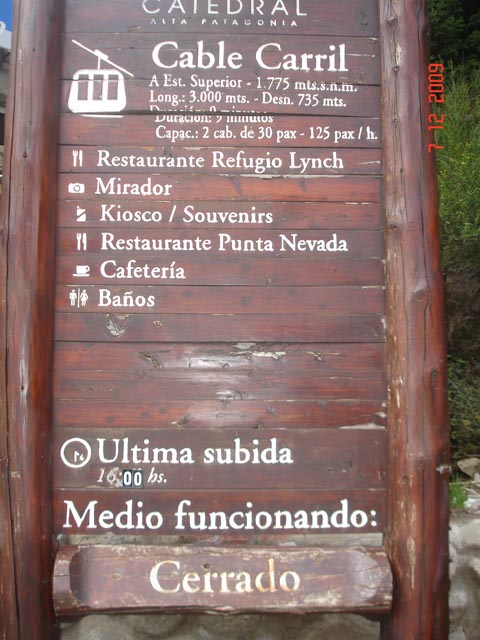 CATEDRAL
ALTA PATAGONIA
Cable Carril
A Est. Superior - 1.775 mts.s.n.m.
Long.: 3.000 mts. - Desn. 735 mts.
Duración: 9 minutos
Capac.: 2 cab. de 30 pax - 125 pax / h.
Restaurante Refugio Lynch
Mirador
Kiosco / Souvenirs
Restaurante Punta Nevada
Cafetería
Baños
Ultima subida
16:00 hs.
Medio funcionando:
Cerrado
7-12 2009